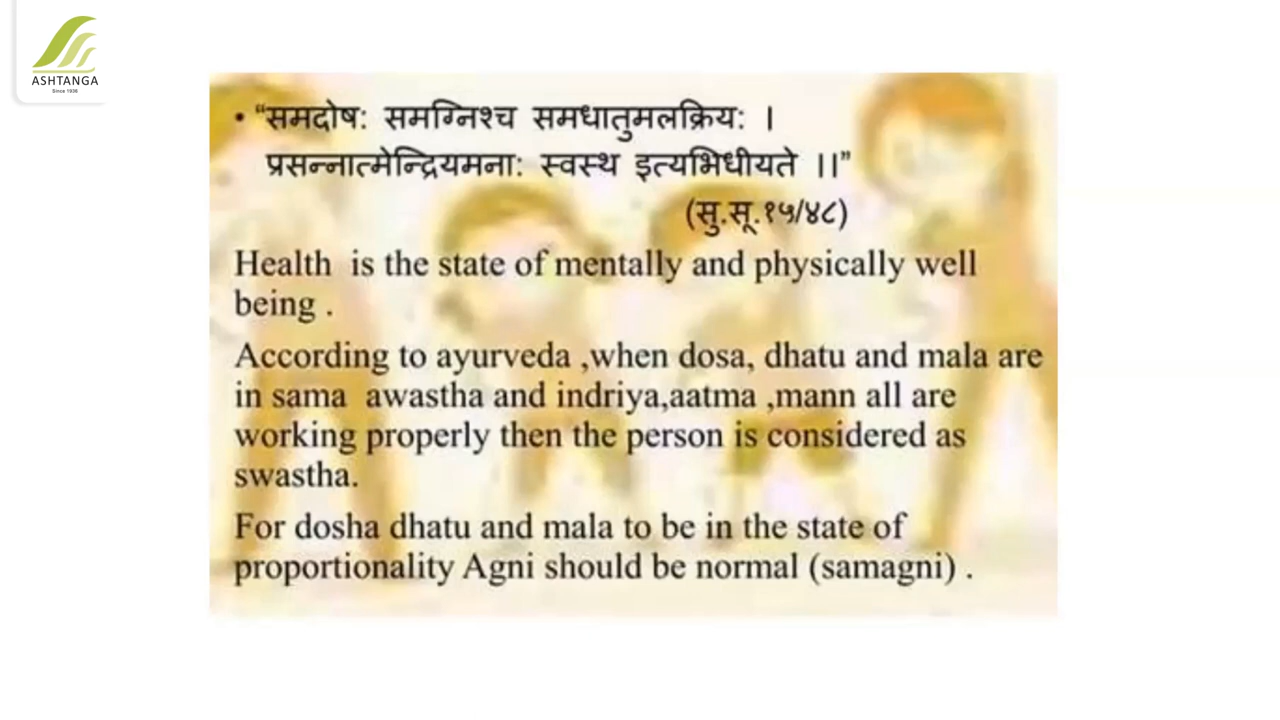 ASHTANGA
Since 1936
• “समदोष: समग्निश्च समधातुमलक्रिय: ।
प्रसन्नात्मेन्द्रियमना: स्वस्थ इत्यभिधीयते ।।”
(सु.सू.१५/४८)
Health is the state of mentally and physically well
being .
According to ayurveda ,when dosa, dhatu and mala are
in sama awastha and indriya,aatma ,mann all are
working properly then the person is considered as
swastha.
For dosha dhatu and mala to be in the state of
proportionality Agni should be normal (samagni) .